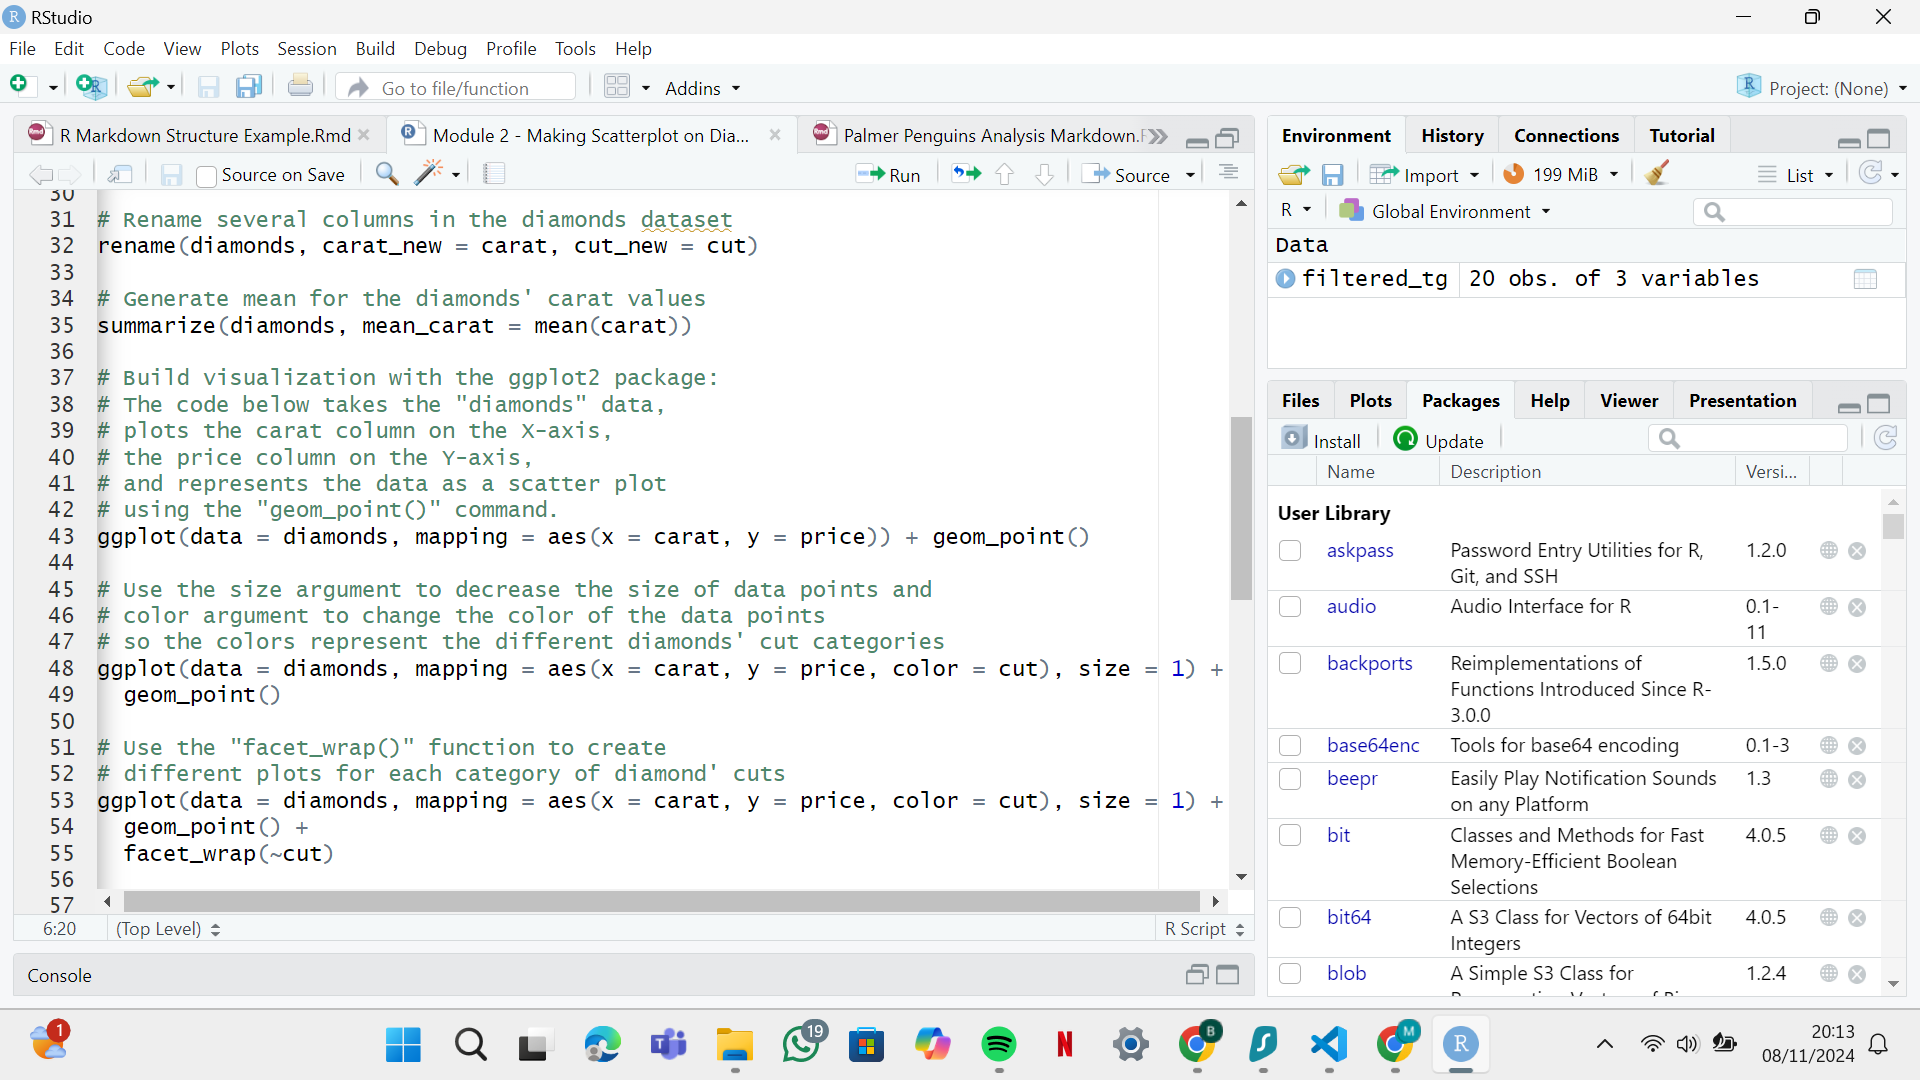 RStudio
File Edit Code View Plots Session Build Debug Profile Tools Help
Go to file/function Addins Project: (None)
R Markdown Structure Example.Rmd Module 2 - Making Scatterplot on Dia... Palmer Penguins Analysis Markdown.
Source on Save Run Source
30
31 # Rename several columns in the diamonds dataset
32 rename(diamonds, carat_new = carat, cut_new = cut)
33
34 # Generate mean for the diamonds' carat values
35 summarize(diamonds, mean_carat = mean(carat))
36
37 # Build visualization with the ggplot2 package:
38 # The code below takes the "diamonds" data,
39 # plots the carat column on the X-axis,
40 # the price column on the Y-axis,
41 # and represents the data as a scatter plot
42 # using the "geom_point()" command.
43 ggplot(data = diamonds, mapping = aes(x = carat, y = price)) + geom_point()
44
45 # Use the size argument to decrease the size of data points and
46 # color argument to change the color of the data points
47 # so the colors represent the different diamonds' cut categories
48 ggplot(data = diamonds, mapping = aes(x = carat, y = price, color = cut), size = 1) +
49 geom_point()
50
51 # Use the "facet_wrap()" function to create
52 # different plots for each category of diamond' cuts
53 ggplot(data = diamonds, mapping = aes(x = carat, y = price, color = cut), size = 1) +
54 geom_point() +
55 facet_wrap(~cut)
56
57
6:20 (Top Level) R Script
Console
Environment History Connections Tutorial
Import 199 MiB List
R Global Environment
Data
filtered_tg 20 obs. of 3 variables
Files Plots Packages Help Viewer Presentation
Install Update
Name Description Versi...
User Library
askpass Password Entry Utilities for R, 1.2.0
Git, and SSH
audio Audio Interface for R 0.1-
11
backports Reimplementations of 1.5.0
Functions Introduced Since R-
3.0.0
base64enc Tools for base64 encoding 0.1-3
beepr Easily Play Notification Sounds 1.3
on any Platform
bit Classes and Methods for Fast 4.0.5
Memory-Efficient Boolean
Selections
bit64 A S3 Class for Vectors of 64bit 4.0.5
Integers
blob A Simple S3 Class for 1.2.4
1 19 B M 20:13
08/11/2024